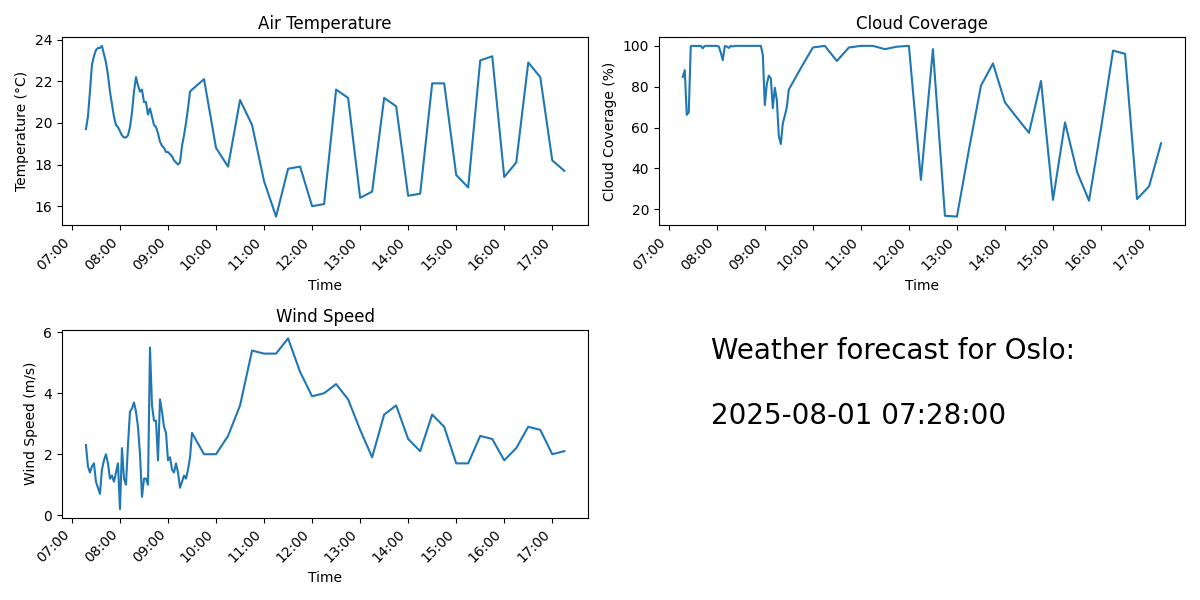 Air Temperature
Temperature (°C)
24
22
20
18
16
07:00 08:00 09:00 10:00 11:00 12:00 13:00 14:00 15:00 16:00 17:00
Time
Cloud Coverage
Cloud Coverage (%)
100
80
60
40
20
07:00 08:00 09:00 10:00 11:00 12:00 13:00 14:00 15:00 16:00 17:00
Time
Wind Speed
Wind Speed (m/s)
6
4
2
0
07:00 08:00 09:00 10:00 11:00 12:00 13:00 14:00 15:00 16:00 17:00
Time
Weather forecast for Oslo:
2025-08-01 07:28:00